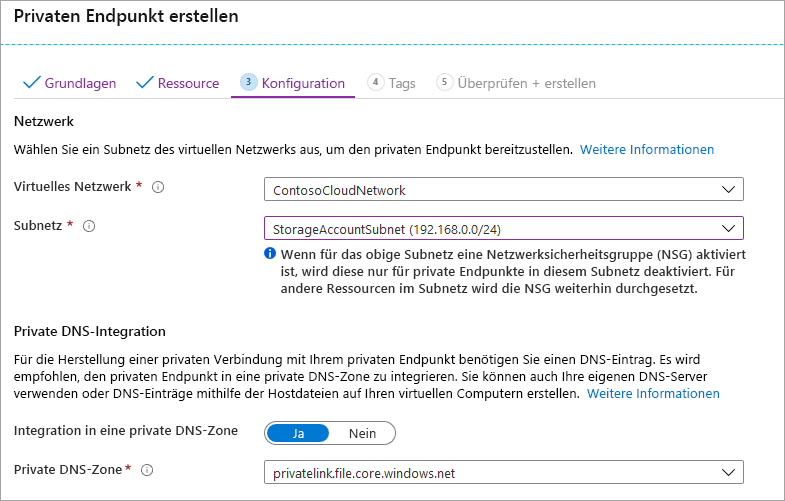 Privaten Endpunkt erstellen
Grundlagen Ressource 3 Konfiguration 4 Tags 5 Überprüfen + erstellen
Netzwerk
Wählen Sie ein Subnetz des virtuellen Netzwerks aus, um den privaten Endpunkt bereitzustellen. Weitere Informationen
Virtuelles Netzwerk * ContosoCloudNetwork
Subnetz * StorageAccountSubnet (192.168.0.0/24)
Wenn für das obige Subnetz eine Netzwerksicherheitsgruppe (NSG) aktiviert
ist, wird diese nur für private Endpunkte in diesem Subnetz deaktiviert. Für
andere Ressourcen im Subnetz wird die NSG weiterhin durchgesetzt.
Private DNS-Integration
Für die Herstellung einer privaten Verbindung mit Ihrem privaten Endpunkt benötigen Sie einen DNS-Eintrag. Es wird
empfohlen, den privaten Endpunkt in eine private DNS-Zone zu integrieren. Sie können auch Ihre eigenen DNS-Server
verwenden oder DNS-Einträge mithilfe der Hostdateien auf Ihren virtuellen Computern erstellen. Weitere Informationen
Integration in eine private DNS-Zone Ja Nein
Private DNS-Zone * privatelink.file.core.windows.net